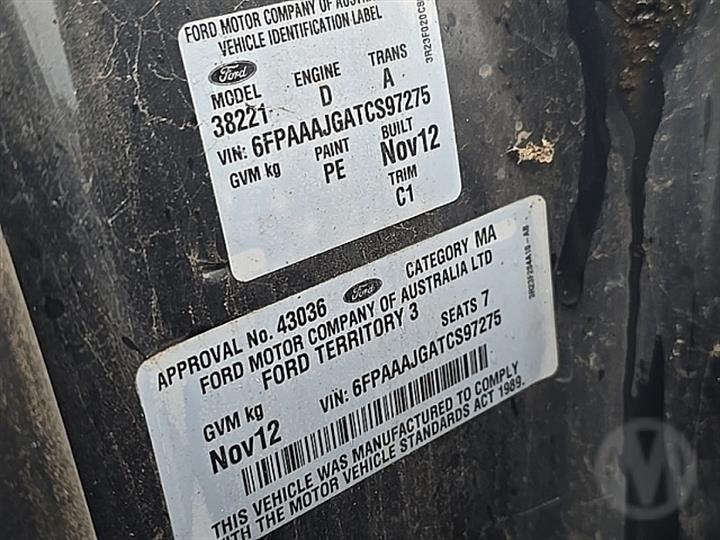 FORD MOTOR COMPANY OF AUSTRAL
VEHICLE IDENTIFICATION LABEL
Ford
MODEL ENGINE TRANS
38221 D A
VIN: 6FPAAAJGATCS97275
GVM kg PAINT BUILT
PE Nov12
TRIM
C1
3R23F020C8
APPROVAL No. 43036 Ford CATEGORY MA
FORD MOTOR COMPANY OF AUSTRALIA LTD
FORD TERRITORY 3 SEATS 7
VIN: 6FPAAAJGATCS97275
GVM kg
Nov12
THIS VEHICLE WAS MANUFACTURED TO COMPLY
WITH THE MOTOR VEHICLE STANDARDS ACT 1989.
M